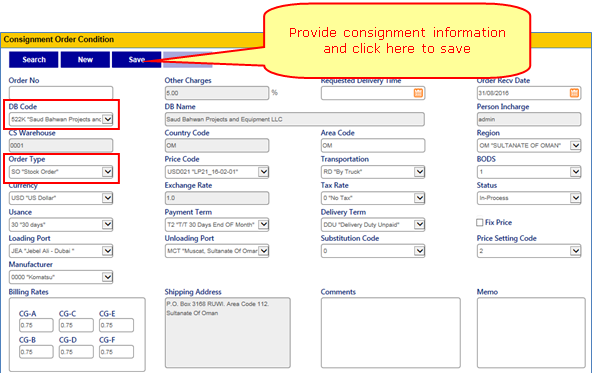 Consignment Order Condition
Provide consignment information
and click here to save
Search New Save
Order No Other Charges Requested Delivery Time Order Recv Date
5.00 % 31/08/2016
DB Code DB Name Person Incharge
622K "Saud Bahwan Projects and Saud Bahwan Projects and Equipment LLC admin
CS Warehouse Country Code Area Code Region
0001 OM OM OM "SULTANATE OF OMAN"
Order Type Price Code Transportation BODS
SO "Stock Order" USD021 "LP21_16-02-01" RD "By Truck" 1
Currency Exchange Rate Tax Rate Status
USD "US Dollar" 1.0 0 "No Tax" In-Process
Usance Payment Term Delivery Term
30 "30 days" T2 "T/T 30 Days End OF Month" DDU "Delivery Duty Unpaid" Fix Price
Loading Port Unloading Port Substitution Code Price Setting Code
JEA "Jebel Ali - Dubai " MCT "Muscat, Sultanate Of Oman 0 2
Manufacturer
0000 "Komatsu"
Billing Rates Shipping Address Comments Memo
P.O. Box 3168 RUWI. Area Code 112.
Sultanate Of Oman
CG-A CG-C CG-E
0.75 0.75 0.75
CG-B CG-D CG-F
0.75 0.75 0.75